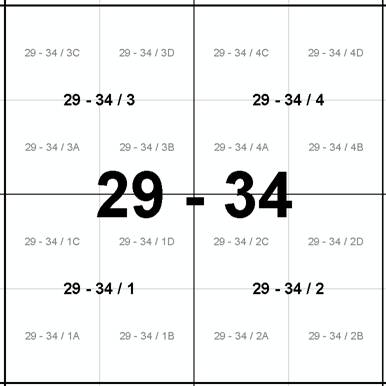 29 - 34 / 3C 29 - 34 / 3D 29 - 34 / 4C 29 - 34 / 4D
29 - 34 / 3 29 - 34 / 4
29 - 34 / 3A 29 - 34 / 3B 29 - 34 / 4A 29 - 34 / 4B
29 - 34
29 - 34 / 1C 29 - 34 / 1D 29 - 34 / 2C 29 - 34 / 2D
29 - 34 / 1 29 - 34 / 2
29 - 34 / 1A 29 - 34 / 1B 29 - 34 / 2A 29 - 34 / 2B